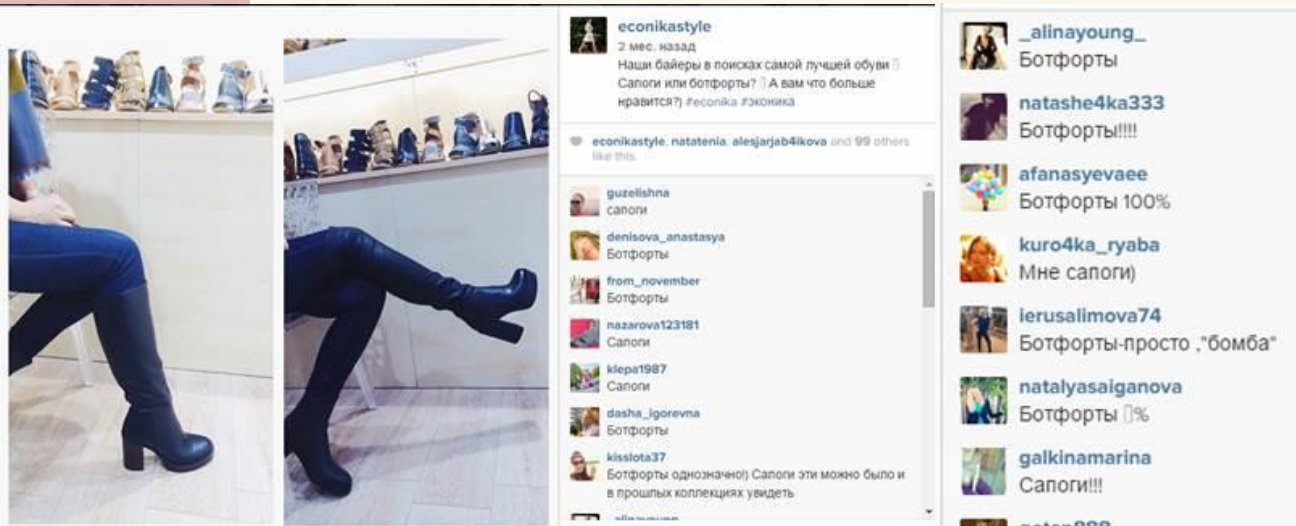 econikastyle
2 мес. назад
Наши байеры в поисках самой лучшей обуви
Сапоги или ботфорты? А вам что больше
нравится?) #econika #эконика
econikastyle, natatenia, alesjarjab4ikova and 99 others
like this.
guzelishna
сапоги
denisova_anastasya
Ботфорты
from_november
Ботфорты
nazarova123181
Сапоги
klepa1987
Сапоги
dasha_igorevna
Ботфорты
kisslota37
Ботфорты однозначно!) Сапоги эти можно было и
в прошлых коллекциях увидеть
_alinayoung_
Ботфорты
natashe4ka333
Ботфорты!!!!
afanasyevaee
Ботфорты 100%
kuro4ka_ryaba
Мне сапоги)
ierusalimova74
Ботфорты-просто ,"бомба"
natalyasaiganova
Ботфорты %
galkinamarina
Сапоги!!!